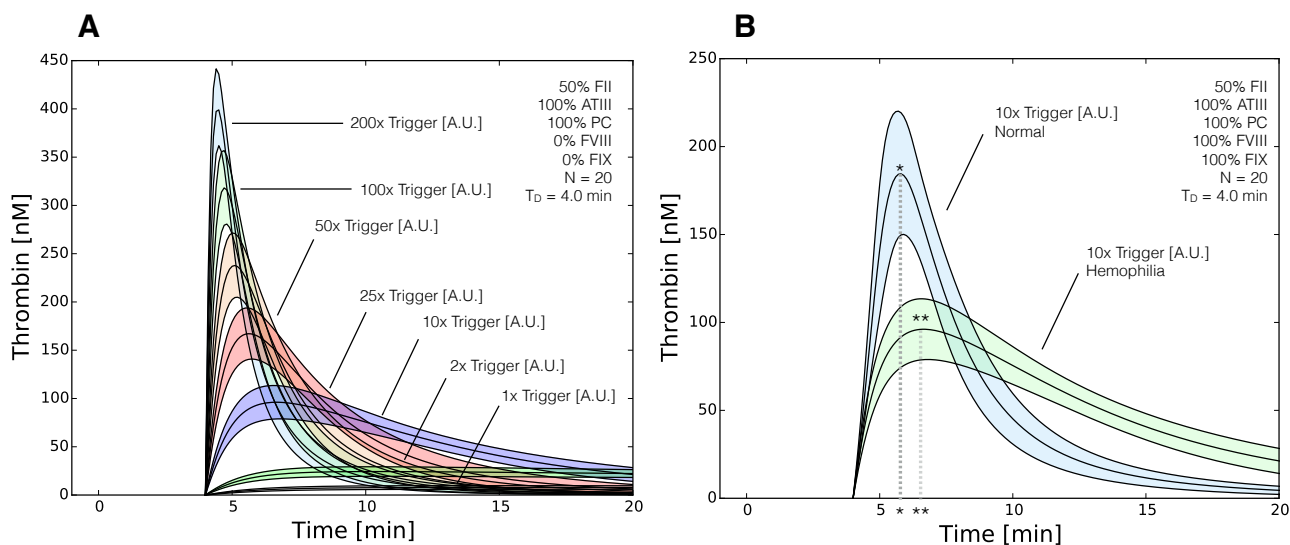 A
450
400
350
300
250
200
150
100
50
0
Thrombin [nM]
0
5
10
15
20
Time [min]
50% FII
100% ATIII
100% PC
0% FVIII
0% FIX
N = 20
TD = 4.0 min
200x Trigger [A.U.]
100x Trigger [A.U.]
50x Trigger [A.U.]
25x Trigger [A.U.]
10x Trigger [A.U.]
2x Trigger [A.U.]
1x Trigger [A.U.]
B
250
200
150
100
50
0
Thrombin [nM]
0
5
10
15
20
* **
Time [min]
10x Trigger [A.U.]
Normal
50% FII
100% ATIII
100% PC
100% FVIII
100% FIX
N = 20
TD = 4.0 min
10x Trigger [A.U.]
Hemophilia
*
**